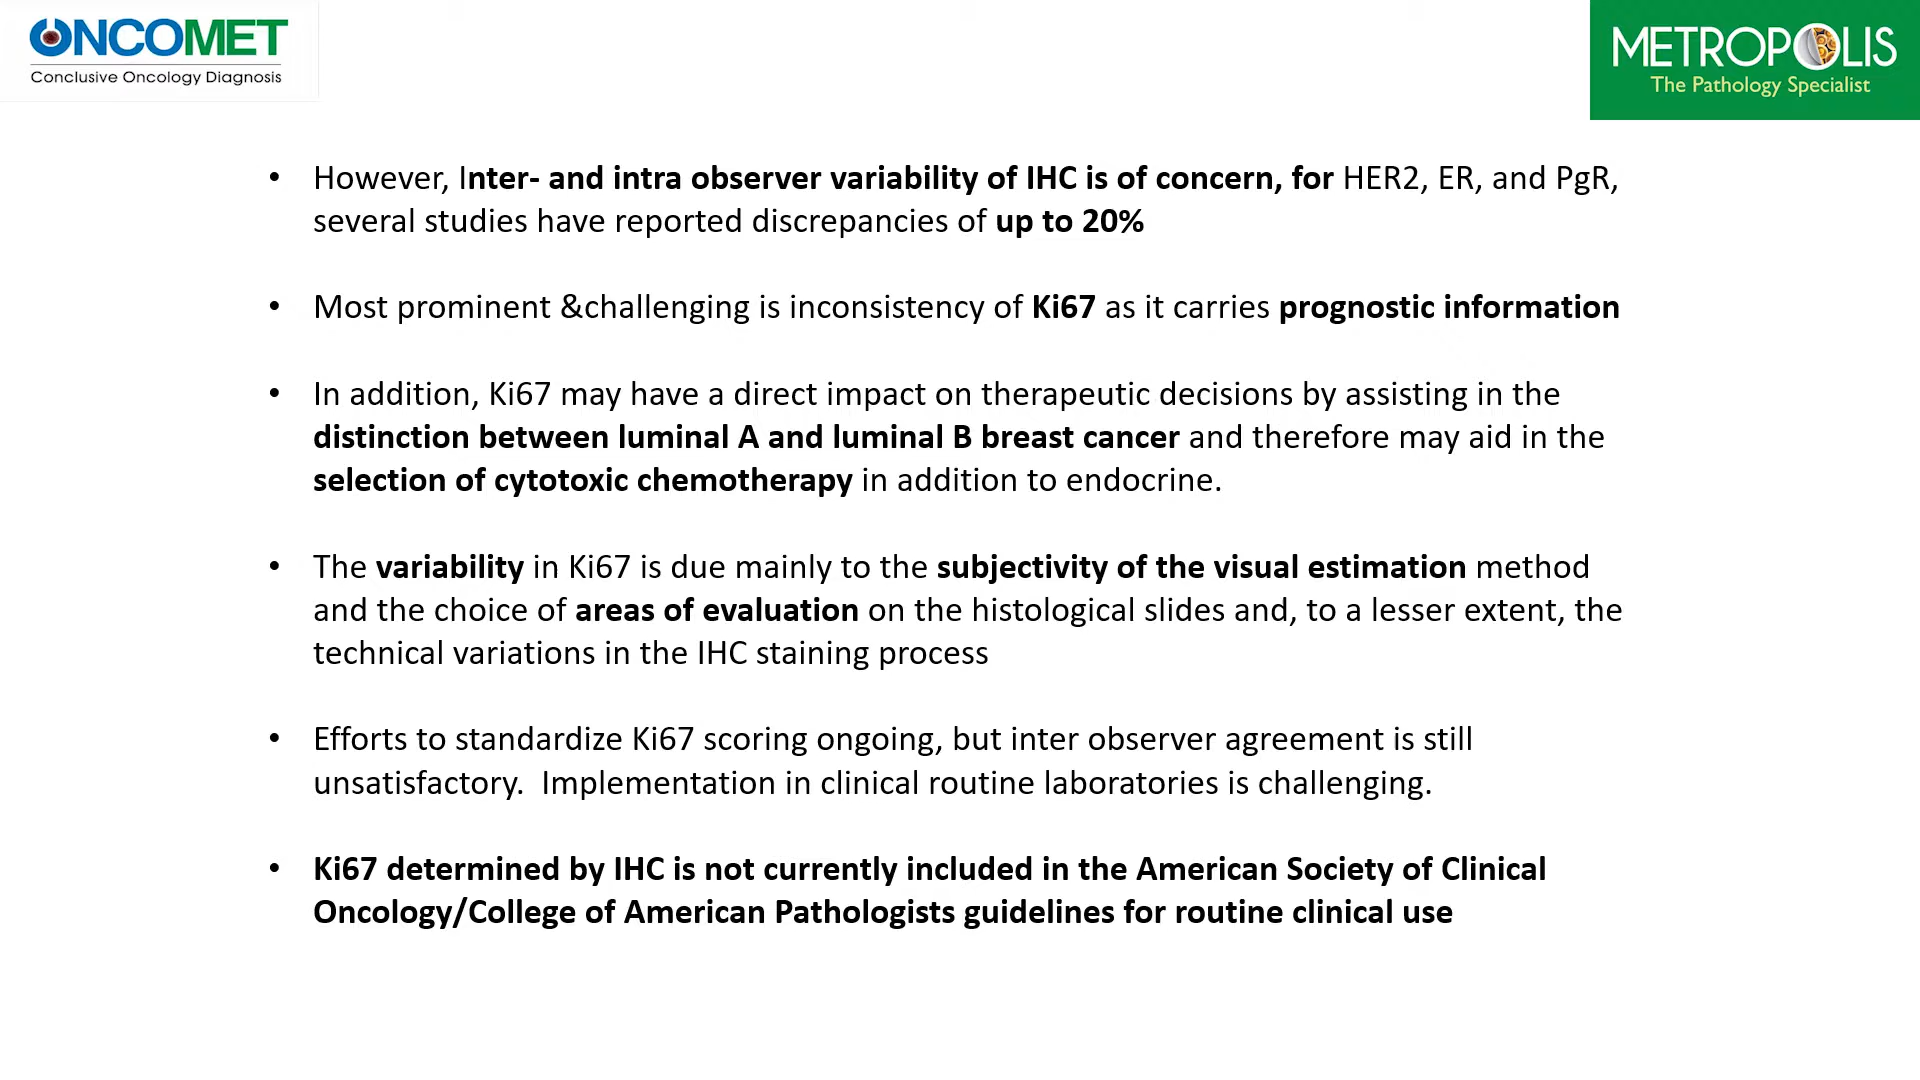 ONCOMET
Conclusive Oncology Diagnosis
METROPOLIS
The Pathology Specialist
• However, Inter- and intra observer variability of IHC is of concern, for HER2, ER, and PgR,
several studies have reported discrepancies of up to 20%
• Most prominent &challenging is inconsistency of Ki67 as it carries prognostic information
• In addition, Ki67 may have a direct impact on therapeutic decisions by assisting in the
distinction between luminal A and luminal B breast cancer and therefore may aid in the
selection of cytotoxic chemotherapy in addition to endocrine.
• The variability in Ki67 is due mainly to the subjectivity of the visual estimation method
and the choice of areas of evaluation on the histological slides and, to a lesser extent, the
technical variations in the IHC staining process
• Efforts to standardize Ki67 scoring ongoing, but inter observer agreement is still
unsatisfactory.  Implementation in clinical routine laboratories is challenging.
• Ki67 determined by IHC is not currently included in the American Society of Clinical
Oncology/College of American Pathologists guidelines for routine clinical use